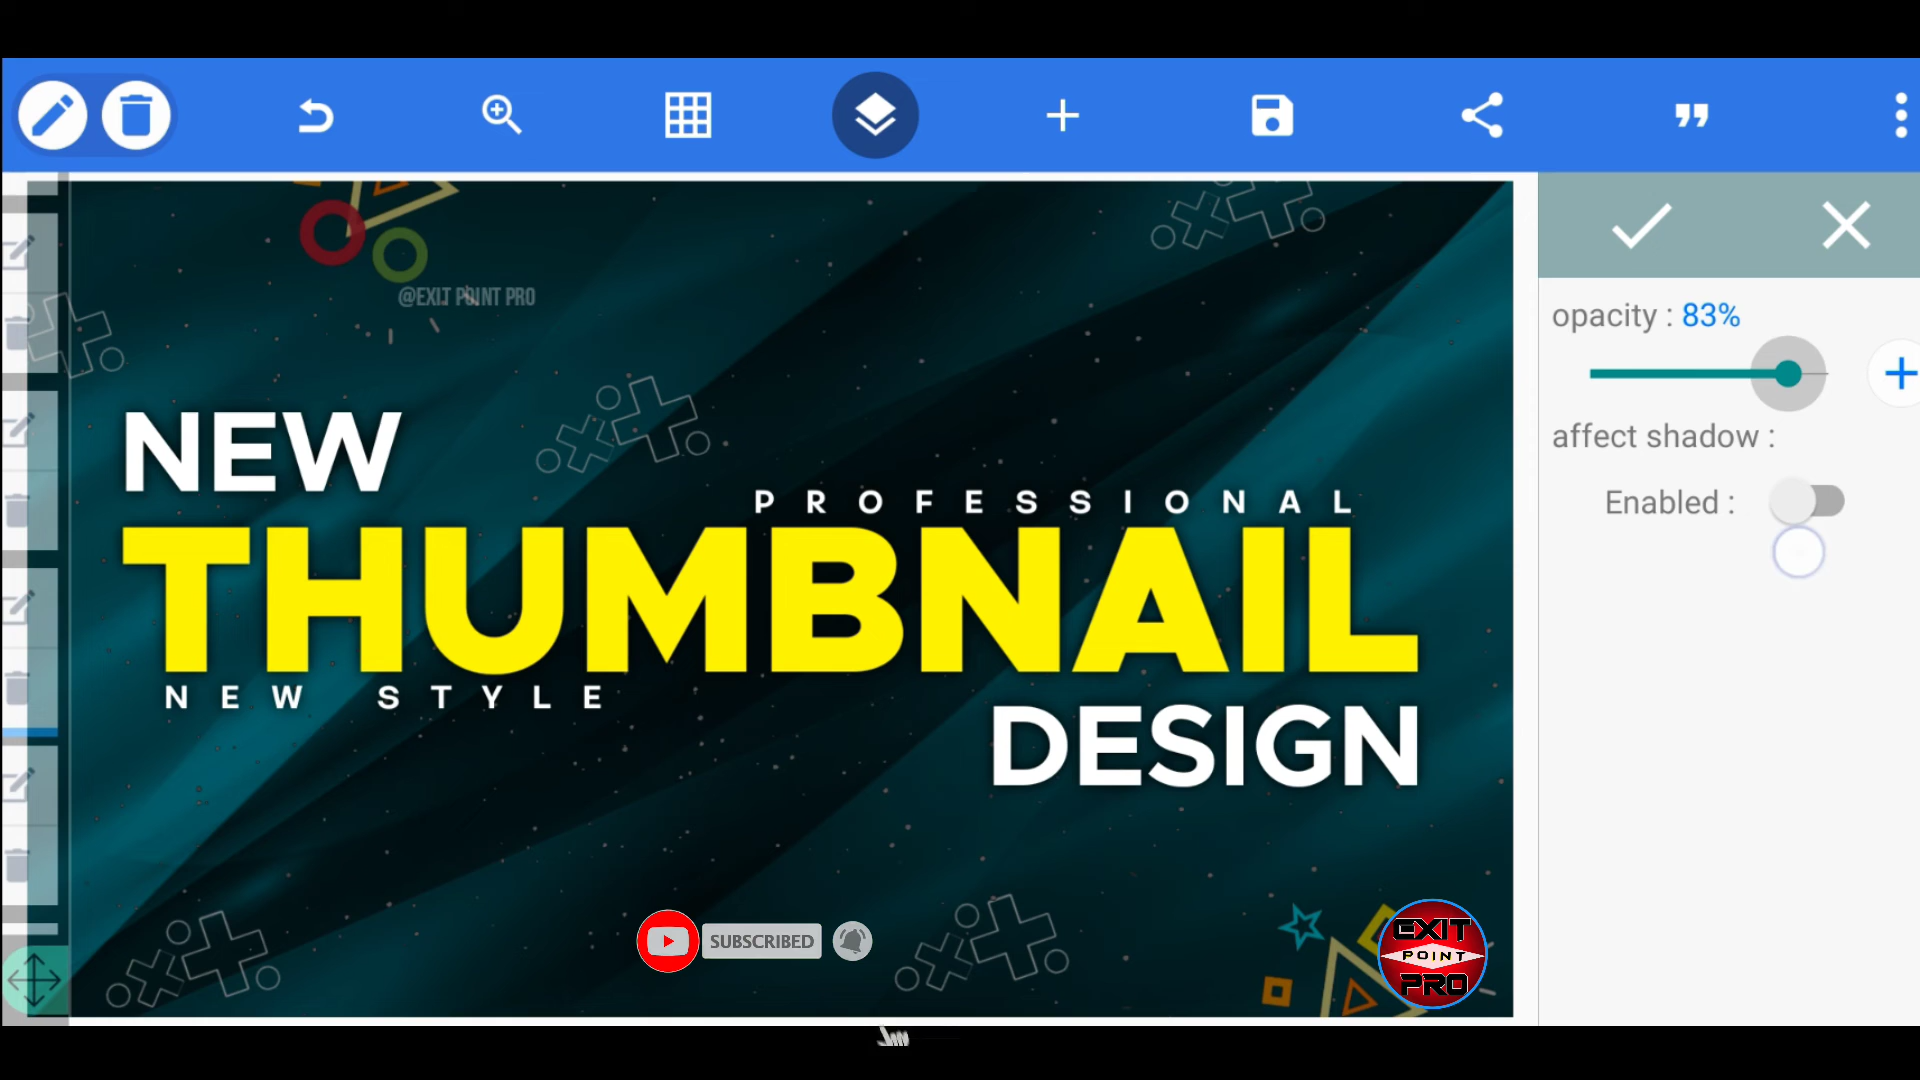 opacity : 83%
affect shadow :
Enabled :
@EXIT POINT PRO
NEW
PROFESSIONAL
THUMBNAIL
NEW STYLE
DESIGN
SUBSCRIBED
EXIT
POINT
PRO